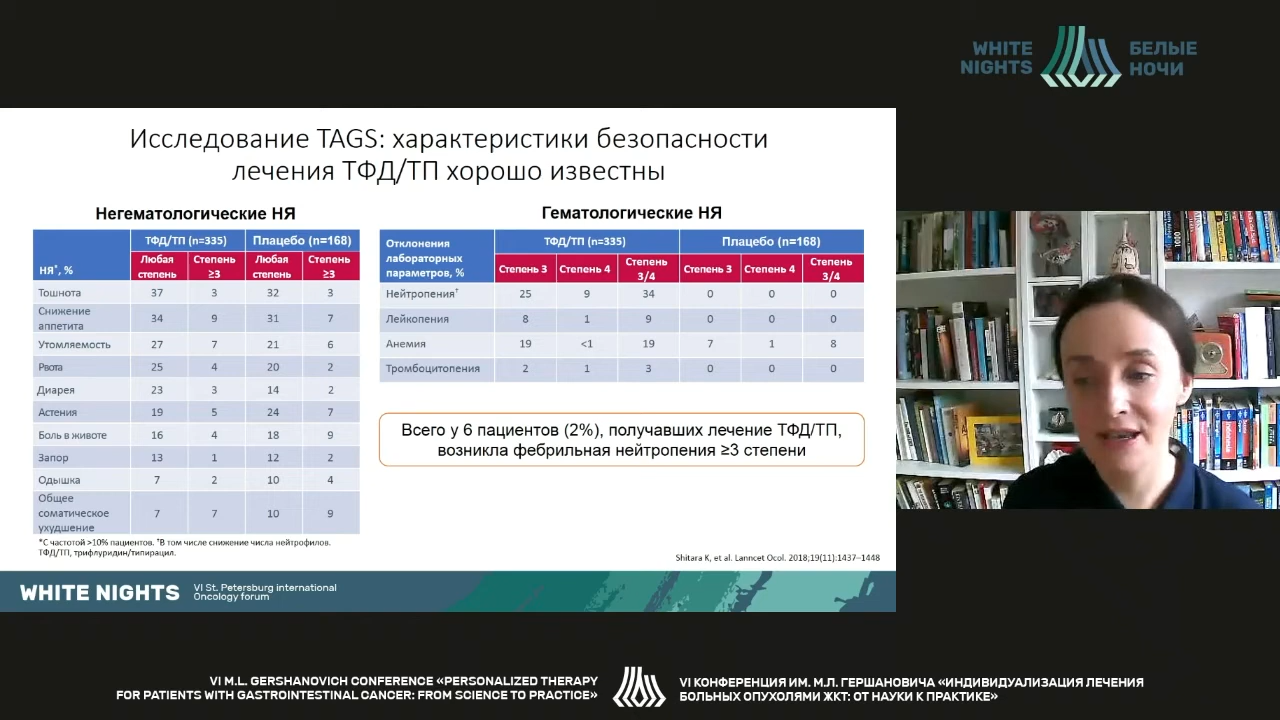 WHITE
NIGHTS
БЕЛЫЕ
НОЧИ
Исследование TAGS: характеристики безопасности
лечения ТФД/ТП хорошо известны
Негематологические НЯ
НЯ*, % ТФД/ТП (n=335) Плацебо (n=168)
Любая степень Степень ≥3 Любая степень Степень ≥3
Тошнота 37 3 32 3
Снижение аппетита 34 9 31 7
Утомляемость 27 7 21 6
Рвота 25 4 20 2
Диарея 23 3 14 2
Астения 19 5 24 7
Боль в животе 16 4 18 9
Запор 13 1 12 2
Одышка 7 2 10 4
Общее соматическое ухудшение 7 7 10 9
*С частотой >10% пациентов. †В том числе снижение числа нейтрофилов.
ТФД/ТП, трифлуридин/типирацил.
Гематологические НЯ
Отклонения лабораторных параметров, % ТФД/ТП (n=335) Плацебо (n=168)
Степень 3 Степень 4 Степень 3/4 Степень 3 Степень 4 Степень 3/4
Нейтропения† 25 9 34 0 0 0
Лейкопения 8 1 9 0 0 0
Анемия 19 <1 19 7 1 8
Тромбоцитопения 2 1 3 0 0 0
Всего у 6 пациентов (2%), получавших лечение ТФД/ТП,
возникла фебрильная нейтропения ≥3 степени
Shitara K, et al. Lanncet Ocol. 2018;19(11):1437–1448
WHITE NIGHTS
VI St. Petersburg international
Oncology forum
VI M.L. GERSHANOVICH CONFERENCE «PERSONALIZED THERAPY
FOR PATIENTS WITH GASTROINTESTINAL CANCER: FROM SCIENCE TO PRACTICE»
VI КОНФЕРЕНЦИЯ ИМ. М.Л. ГЕРШАНОВИЧА «ИНДИВИДУАЛИЗАЦИЯ ЛЕЧЕНИЯ
БОЛЬНЫХ ОПУХОЛЯМИ ЖКТ: ОТ НАУКИ К ПРАКТИКЕ»